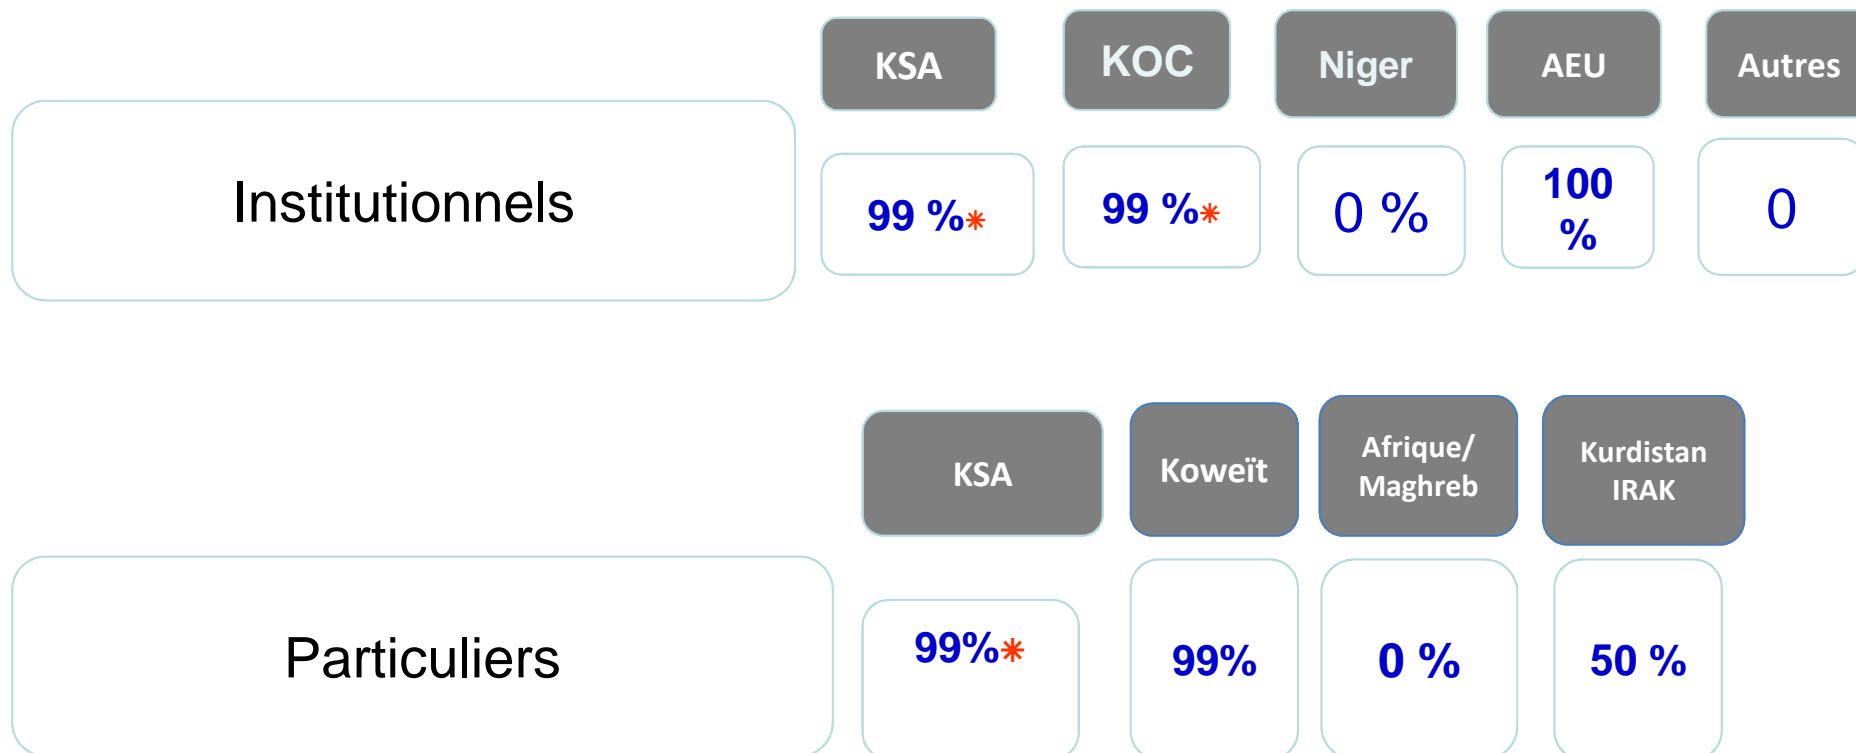 KSA
KOC
Niger
AEU
Autres
Institutionnels
99 %*
99 %*
0 %
100
%
0
KSA
Koweït
Afrique/
Maghreb
Kurdistan
IRAK
Particuliers
99%*
99%
0 %
50 %